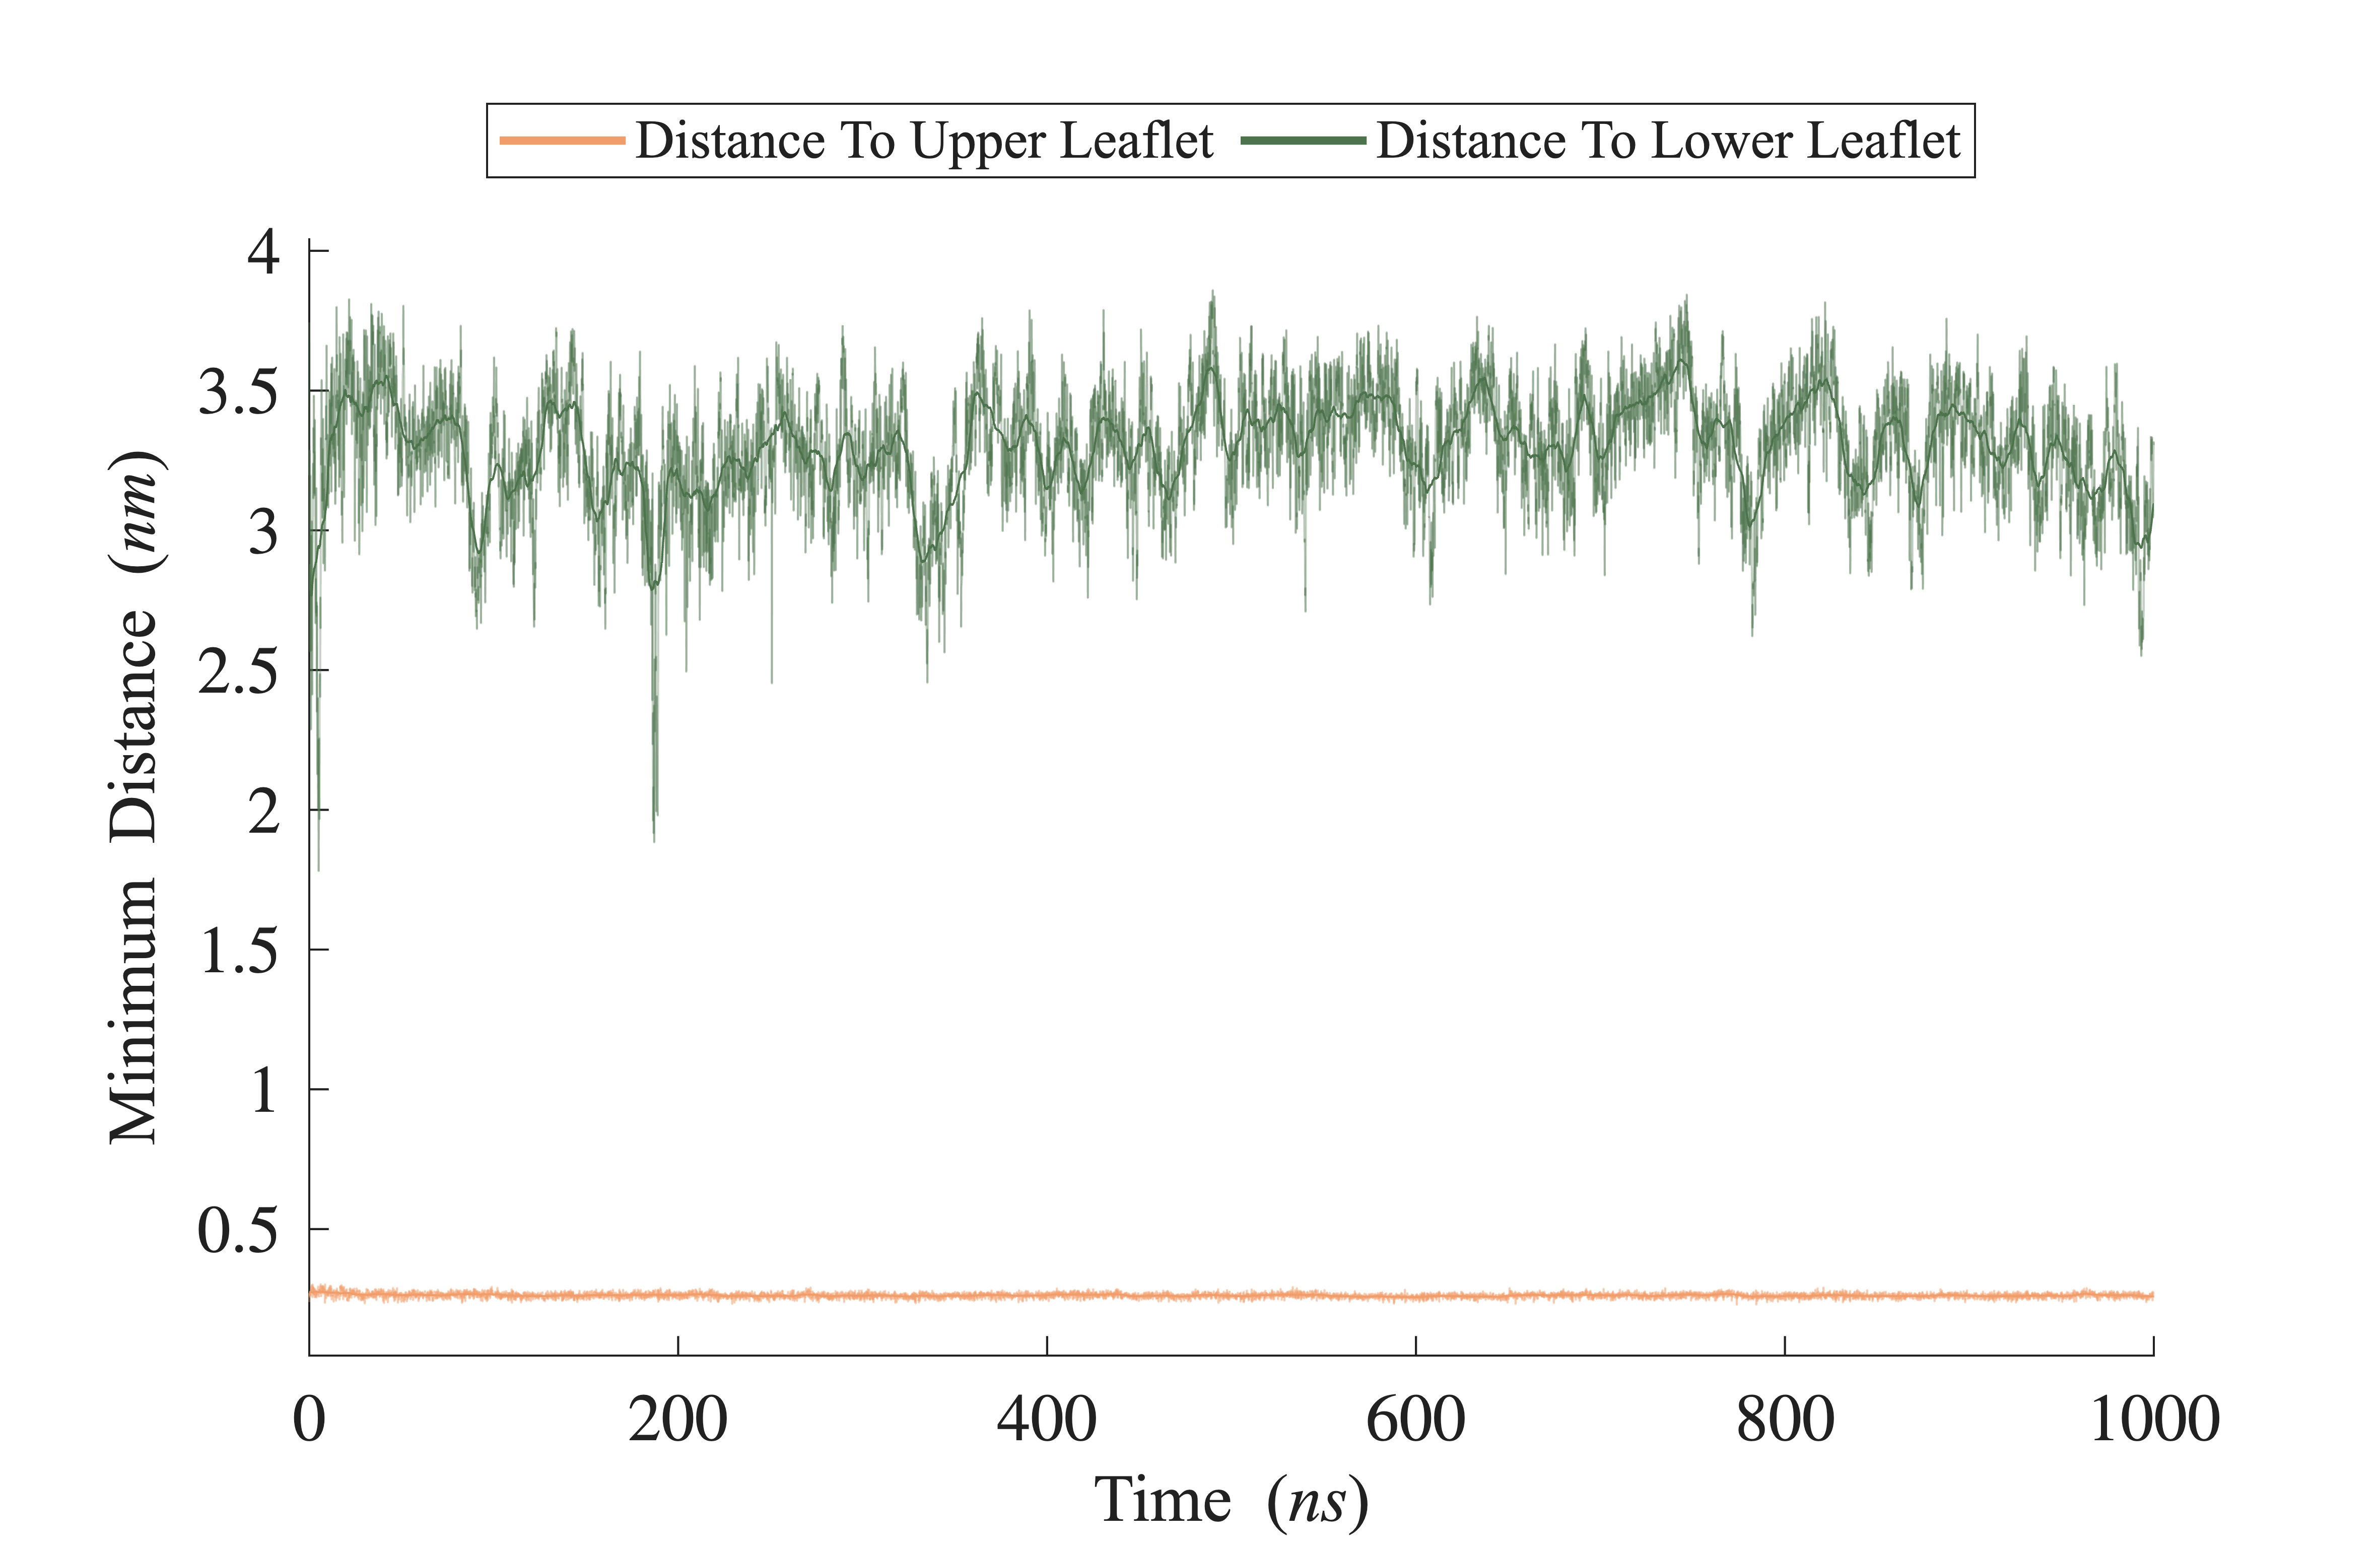 Distance To Upper Leaflet Distance To Lower Leaflet
4
3.5
3
2.5
2
1.5
1
0.5
Minimum Distance (nm)
0 200 400 600 800 1000
Time (ns)